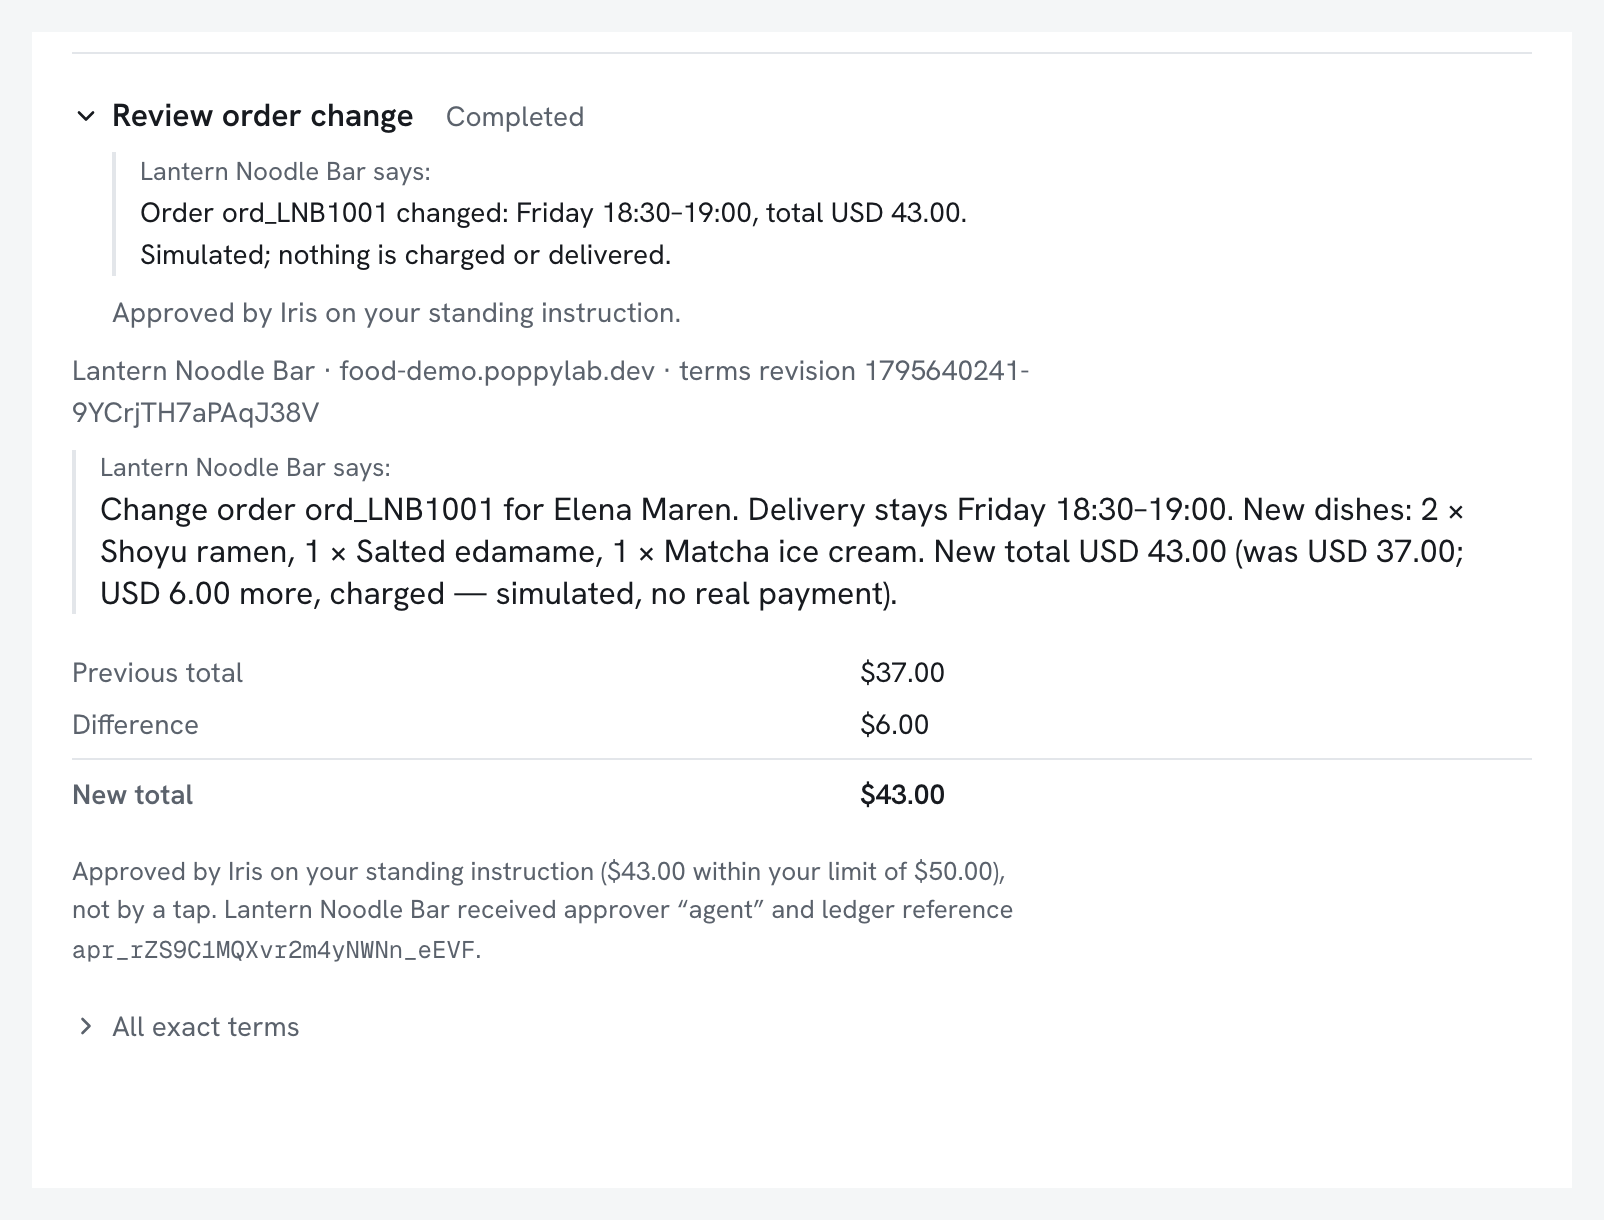 Review order change Completed
Lantern Noodle Bar says:
Order ord_LNB1001 changed: Friday 18:30–19:00, total USD 43.00.
Simulated; nothing is charged or delivered.
Approved by Iris on your standing instruction.
Lantern Noodle Bar · food-demo.poppylab.dev · terms revision 1795640241-
9YCrjTH7aPAqJ38V
Lantern Noodle Bar says:
Change order ord_LNB1001 for Elena Maren. Delivery stays Friday 18:30–19:00. New dishes: 2 ×
Shoyu ramen, 1 × Salted edamame, 1 × Matcha ice cream. New total USD 43.00 (was USD 37.00;
USD 6.00 more, charged — simulated, no real payment).
Previous total $37.00
Difference $6.00
New total $43.00
Approved by Iris on your standing instruction ($43.00 within your limit of $50.00),
not by a tap. Lantern Noodle Bar received approver “agent” and ledger reference
apr_rZS9C1MQXvr2m4yNWNn_eEVF.
All exact terms